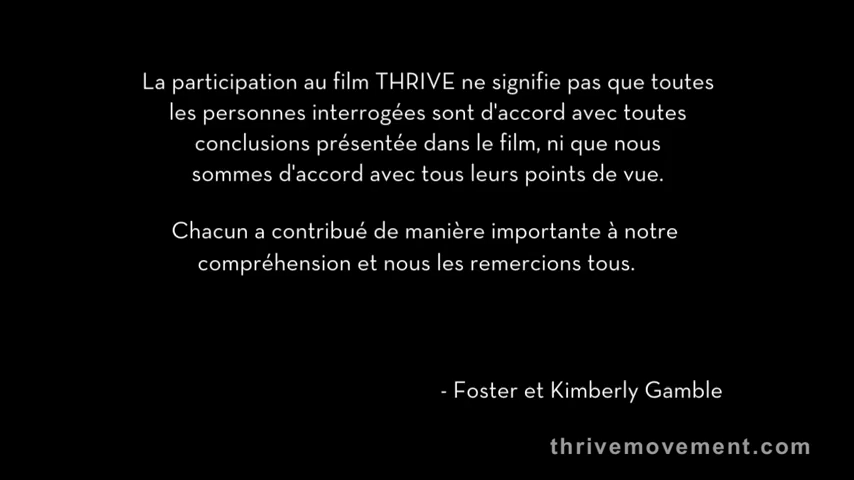 La participation au film THRIVE ne signifie pas que toutes
les personnes interrogées sont d'accord avec toutes
conclusions présentée dans le film, ni que nous
sommes d'accord avec tous leurs points de vue.
Chacun a contribué de manière importante à notre
compréhension et nous les remercions tous.
- Foster et Kimberly Gamble
thrivemovement.com